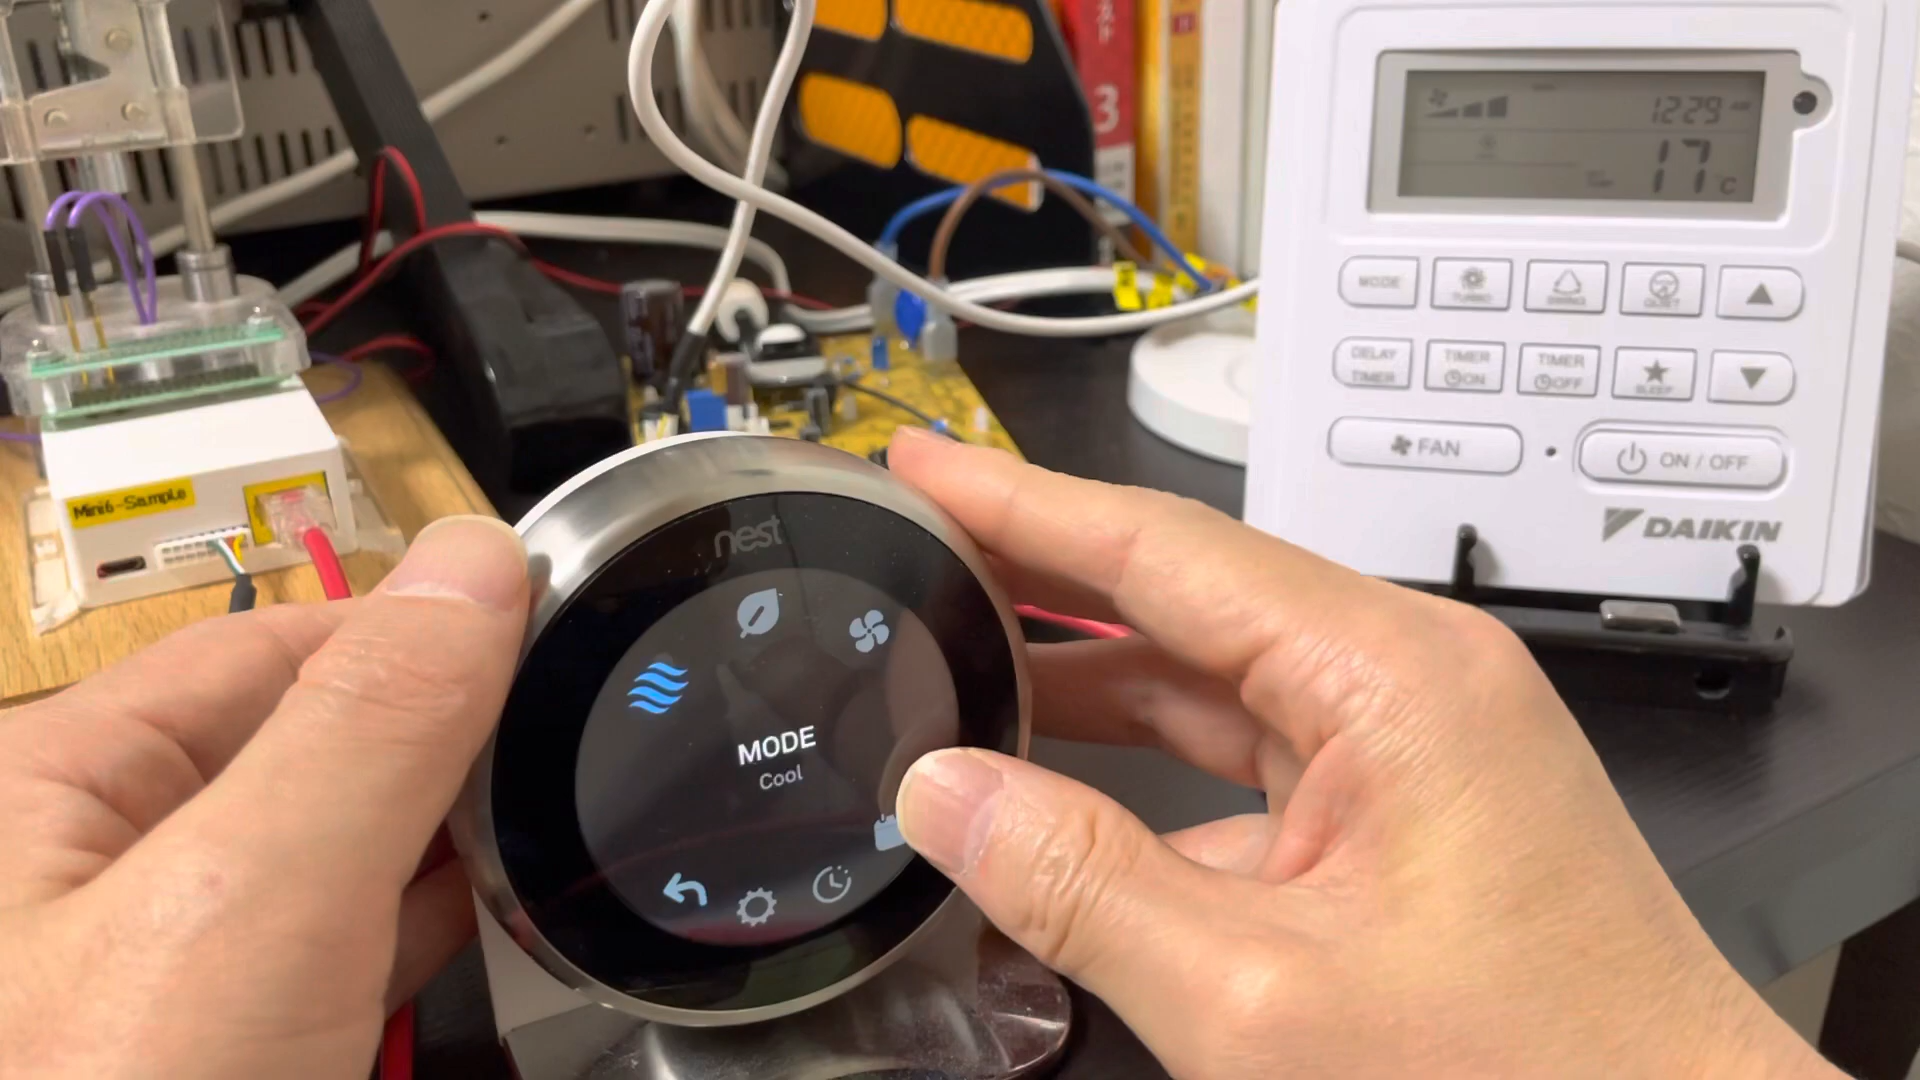 3
12:29 AM
17 °C
MODE
TURBO
SWING
QUIET
DELAY
TIMER
TIMER
ON
TIMER
OFF
SLEEP
FAN
ON / OFF
DAIKIN
Mini6-Sample
nest
MODE
Cool